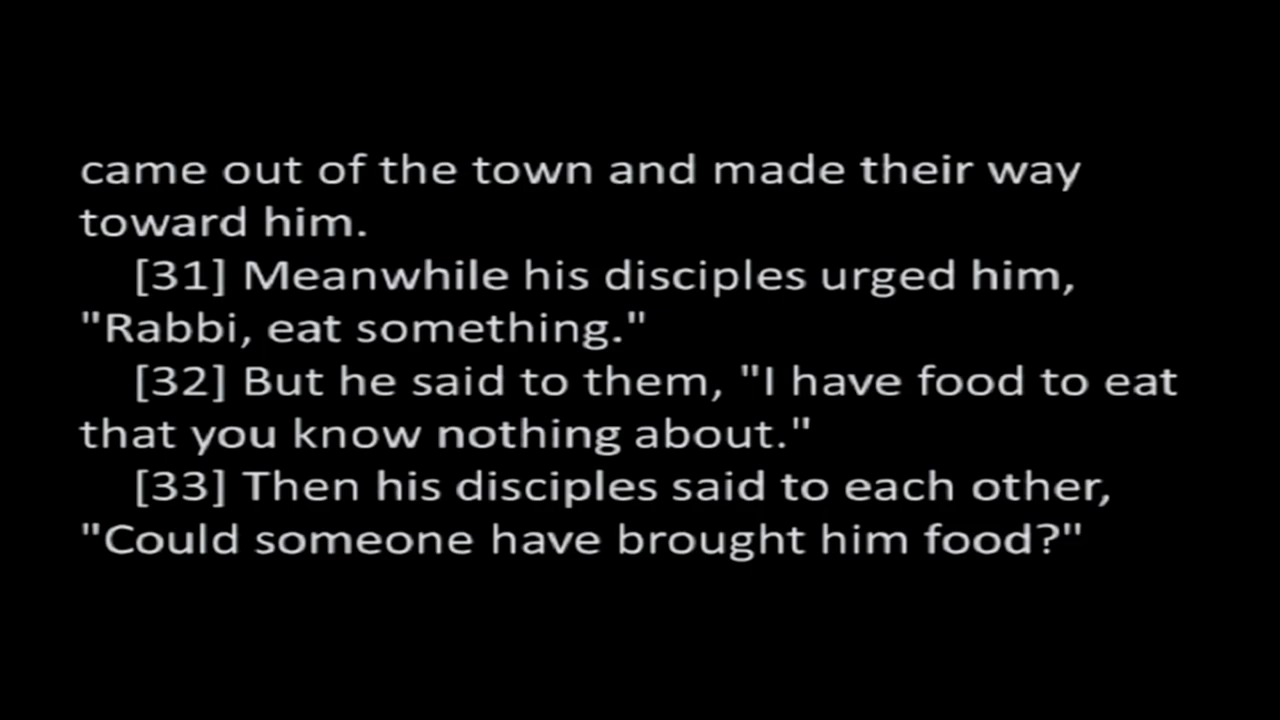 came out of the town and made their way
toward him.
[31] Meanwhile his disciples urged him,
"Rabbi, eat something."
[32] But he said to them, "I have food to eat
that you know nothing about."
[33] Then his disciples said to each other,
"Could someone have brought him food?"